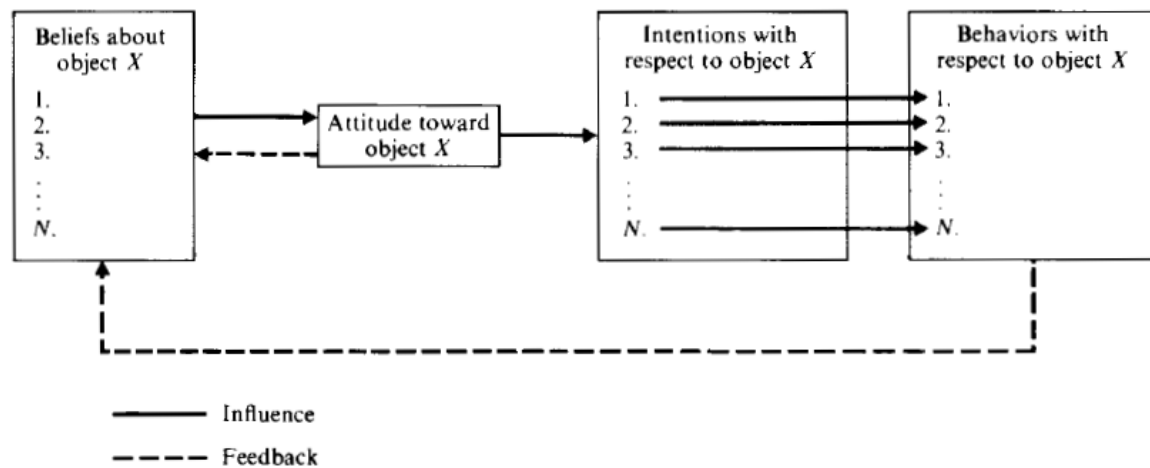 Beliefs about
object X
1.
2.
3.
.
.
.
N.
Attitude toward
object X
Intentions with
respect to object X
1.
2.
3.
.
.
.
N.
Behaviors with
respect to object X
1.
2.
3.
.
.
.
N.
Influence
Feedback